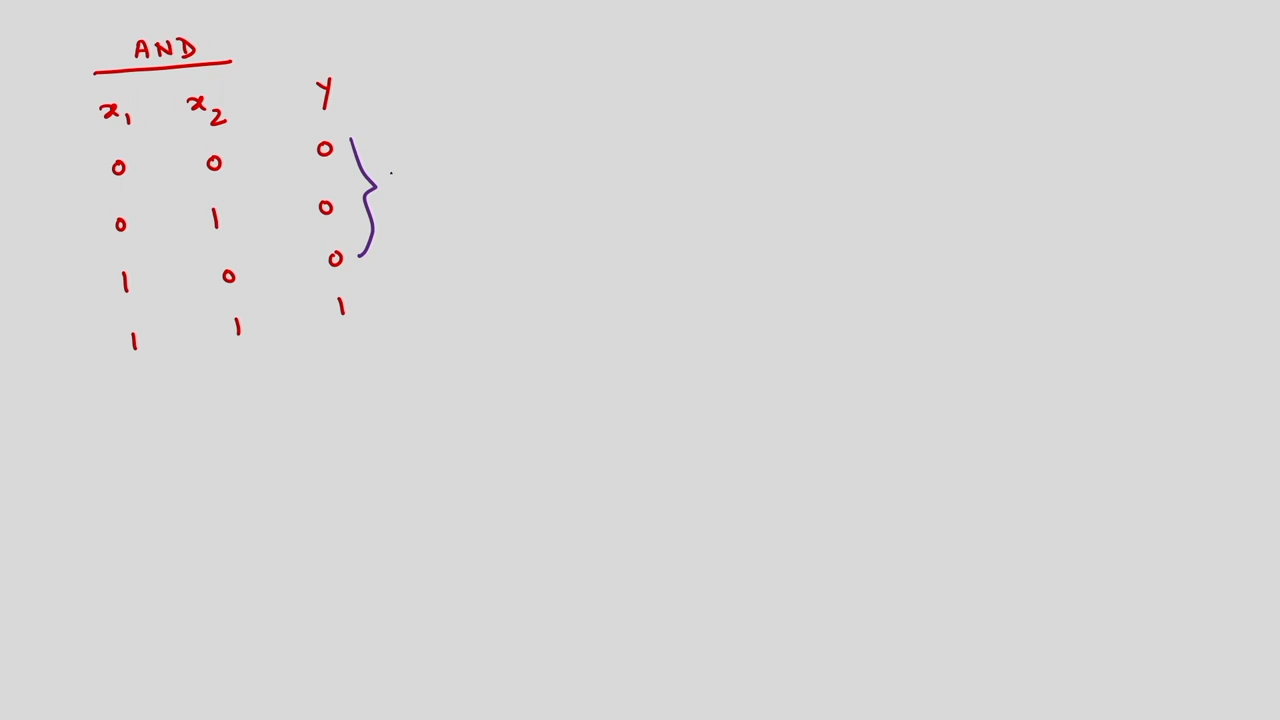 AND
x₁ x₂ y
0 0 0
0 1 0
1 0 0
1 1 1